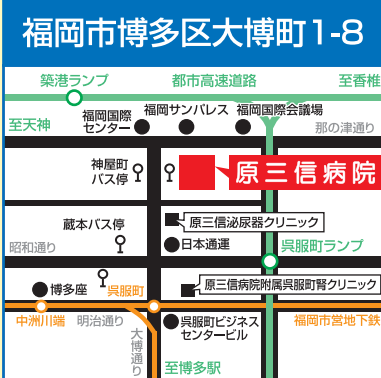 福岡市博多区大博町1-8
築港ランプ
都市高速道路
至香椎
福岡国際
センター
福岡サンパレス
福岡国際会議場
至天神
那の津通り
神屋町
バス停
原三信病院
蔵本バス停
原三信泌尿器クリニック
昭和通り
日本通運
呉服町ランプ
博多座
呉服町
原三信病院附属呉服町腎クリニック
中洲川端
明治通り
大博通り
呉服町ビジネス
センタービル
福岡市営地下鉄
至博多駅